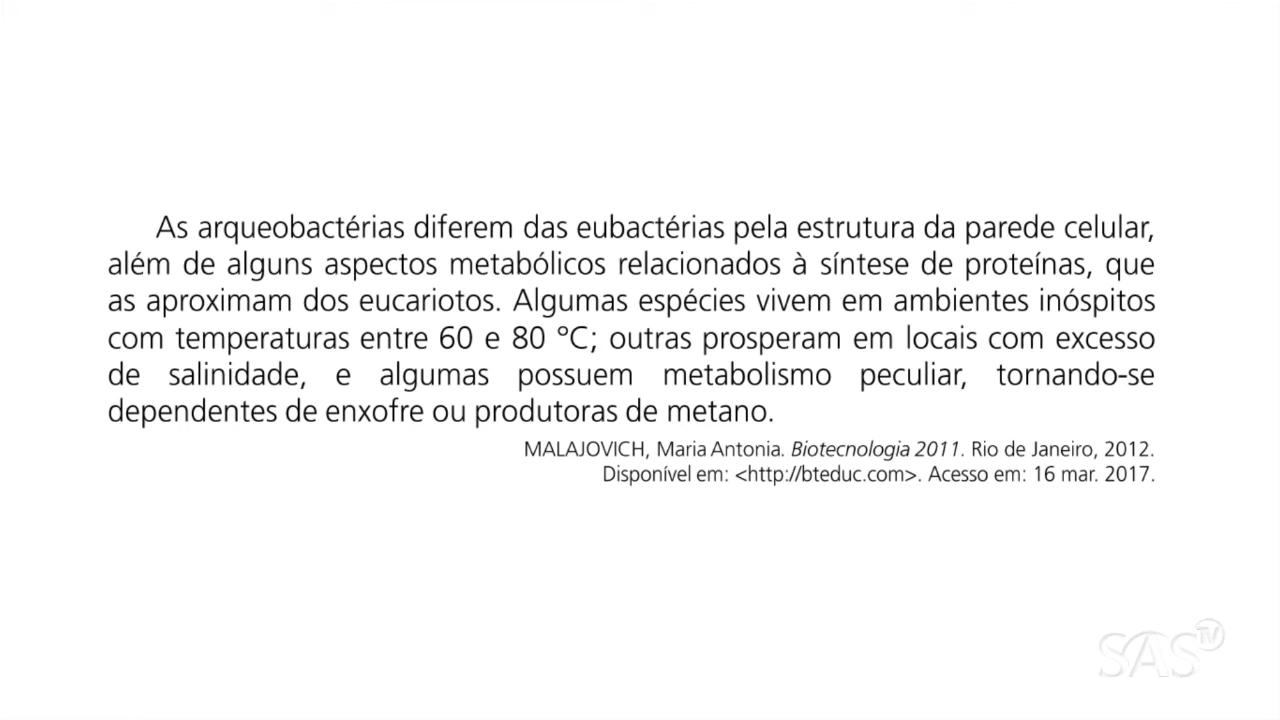 As arqueobactérias diferem das eubactérias pela estrutura da parede celular,
além de alguns aspectos metabólicos relacionados à síntese de proteínas, que
as aproximam dos eucariotos. Algumas espécies vivem em ambientes inóspitos
com temperaturas entre 60 e 80 ºC; outras prosperam em locais com excesso
de salinidade, e algumas possuem metabolismo peculiar, tornando-se
dependentes de enxofre ou produtoras de metano.
MALAJOVICH, Maria Antonia. Biotecnologia 2011. Rio de Janeiro, 2012.
Disponível em: <http://bteduc.com>. Acesso em: 16 mar. 2017.
SAS TV